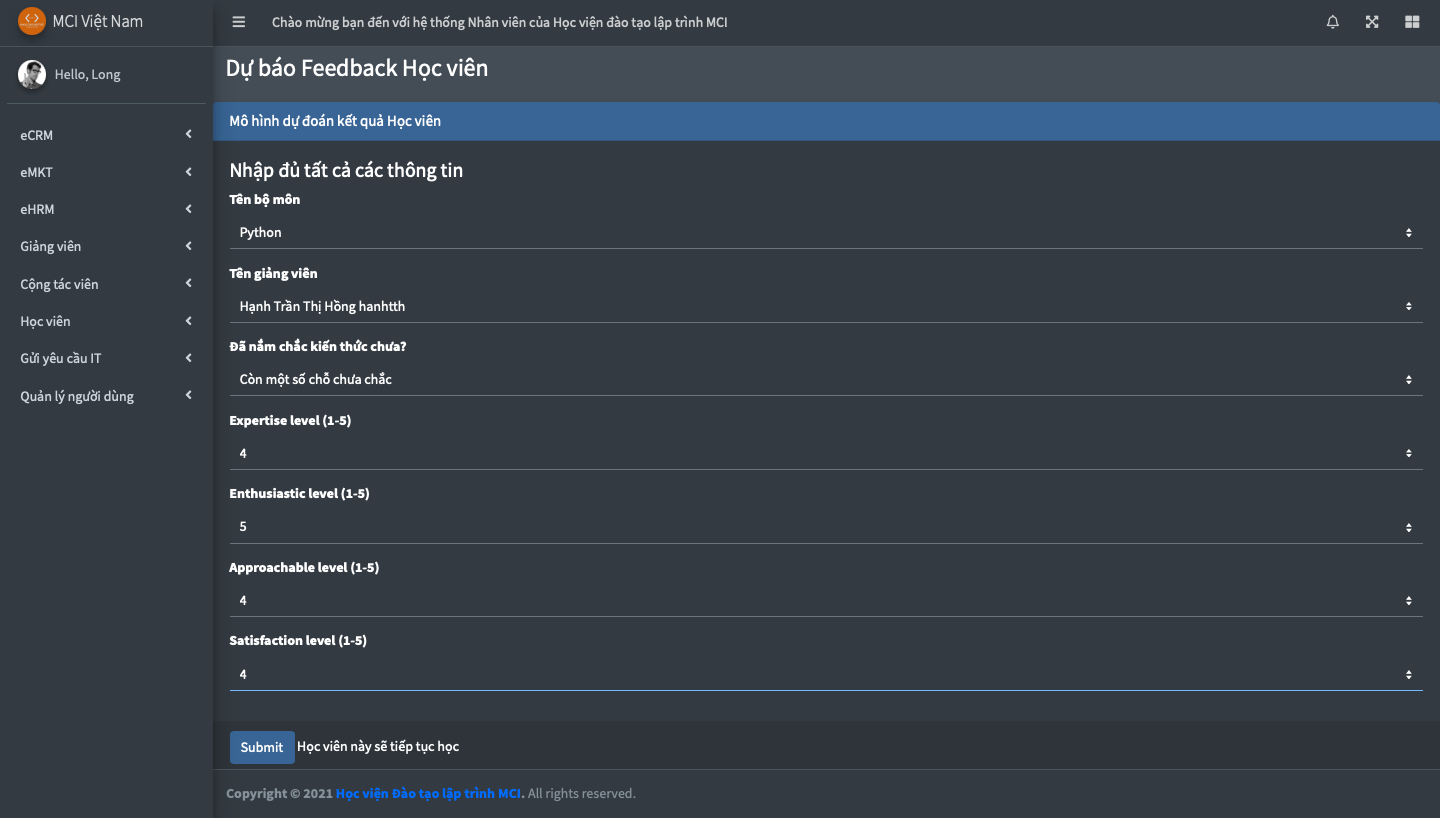 MCI Việt Nam
Chào mừng bạn đến với hệ thống Nhân viên của Học viện đào tạo lập trình MCI
Hello, Long
eCRM
eMKT
eHRM
Giảng viên
Cộng tác viên
Học viên
Gửi yêu cầu IT
Quản lý người dùng
Dự báo Feedback Học viên
Mô hình dự đoán kết quả Học viên
Nhập đủ tất cả các thông tin
Tên bộ môn
Python
Tên giảng viên
Hạnh Trần Thị Hồng hanhtth
Đã nắm chắc kiến thức chưa?
Còn một số chỗ chưa chắc
Expertise level (1-5)
4
Enthusiastic level (1-5)
5
Approachable level (1-5)
4
Satisfaction level (1-5)
4
Submit Học viên này sẽ tiếp tục học
Copyright © 2021 Học viện Đào tạo lập trình MCI. All rights reserved.